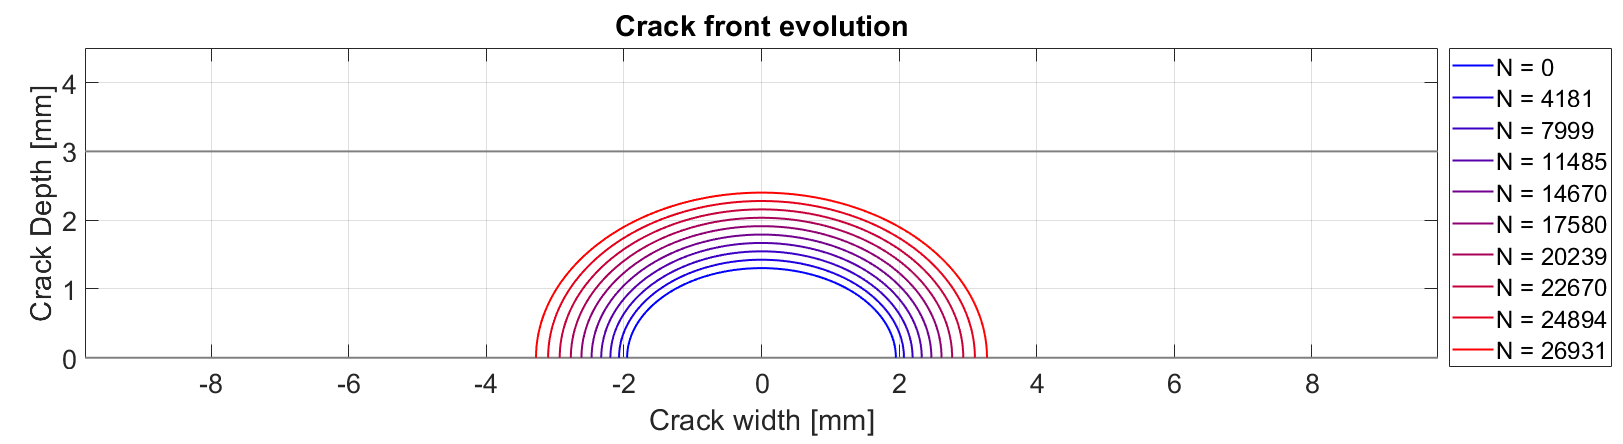 Crack front evolution
Crack Depth [mm]
4
3
2
1
0
-8 -6 -4 -2 0 2 4 6 8
Crack width [mm]
N = 0
N = 4181
N = 7999
N = 11485
N = 14670
N = 17580
N = 20239
N = 22670
N = 24894
N = 26931